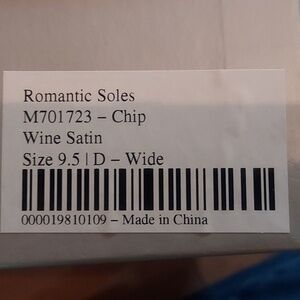 Romantic Soles
M701723 – Chip
Wine Satin
Size 9.5 | D – Wide
000019810109 – Made in China